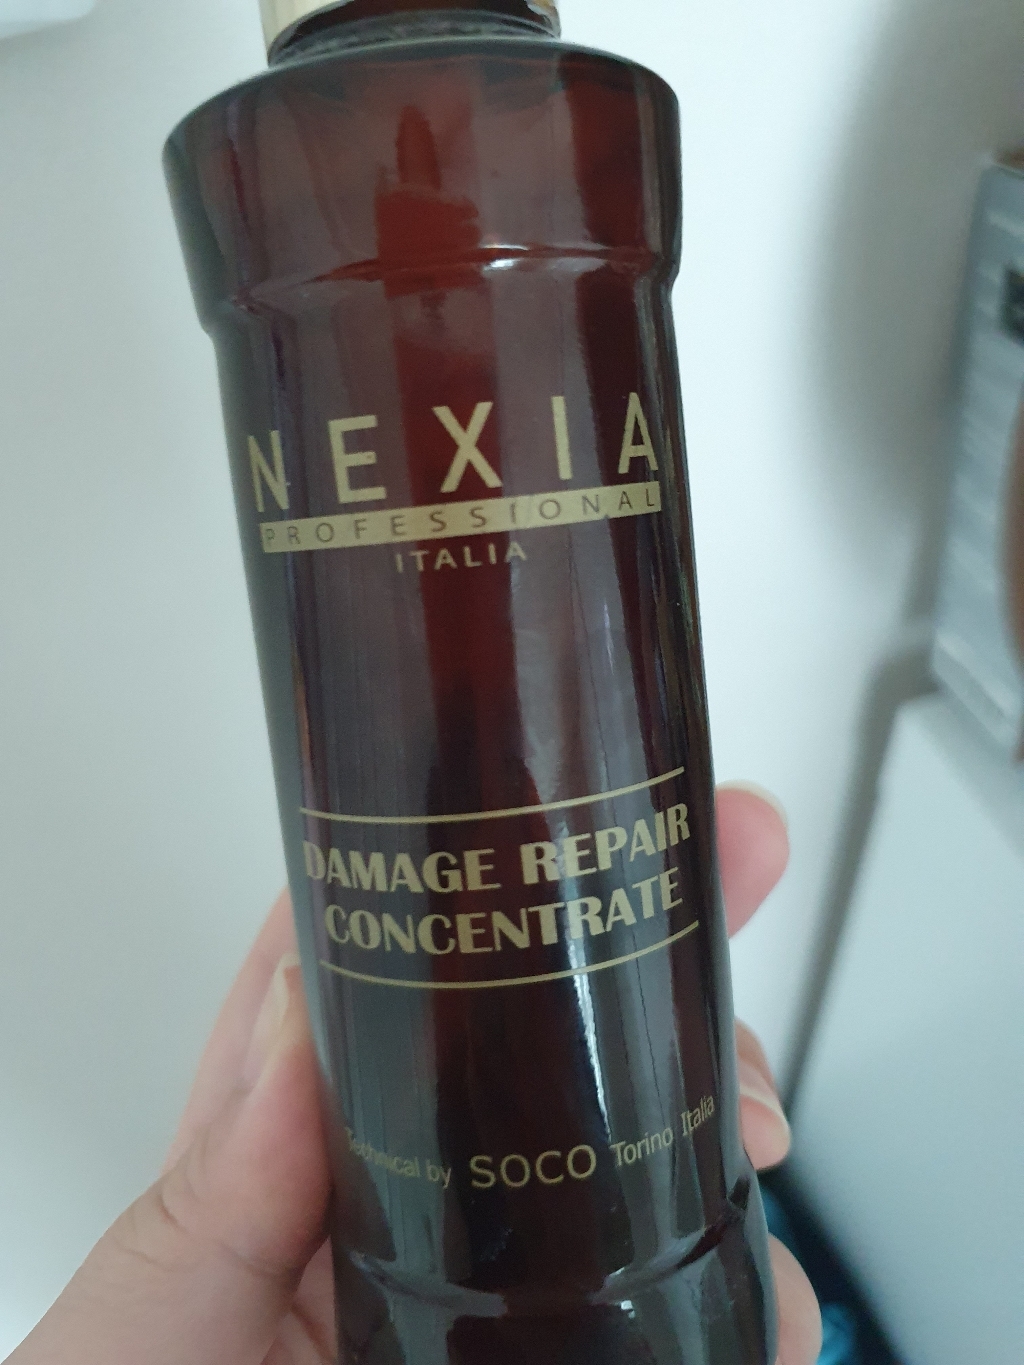 NEXIA
PROFESSIONAL
ITALIA
DAMAGE REPAIR
CONCENTRATE
Technical by SOCO Torino Italia